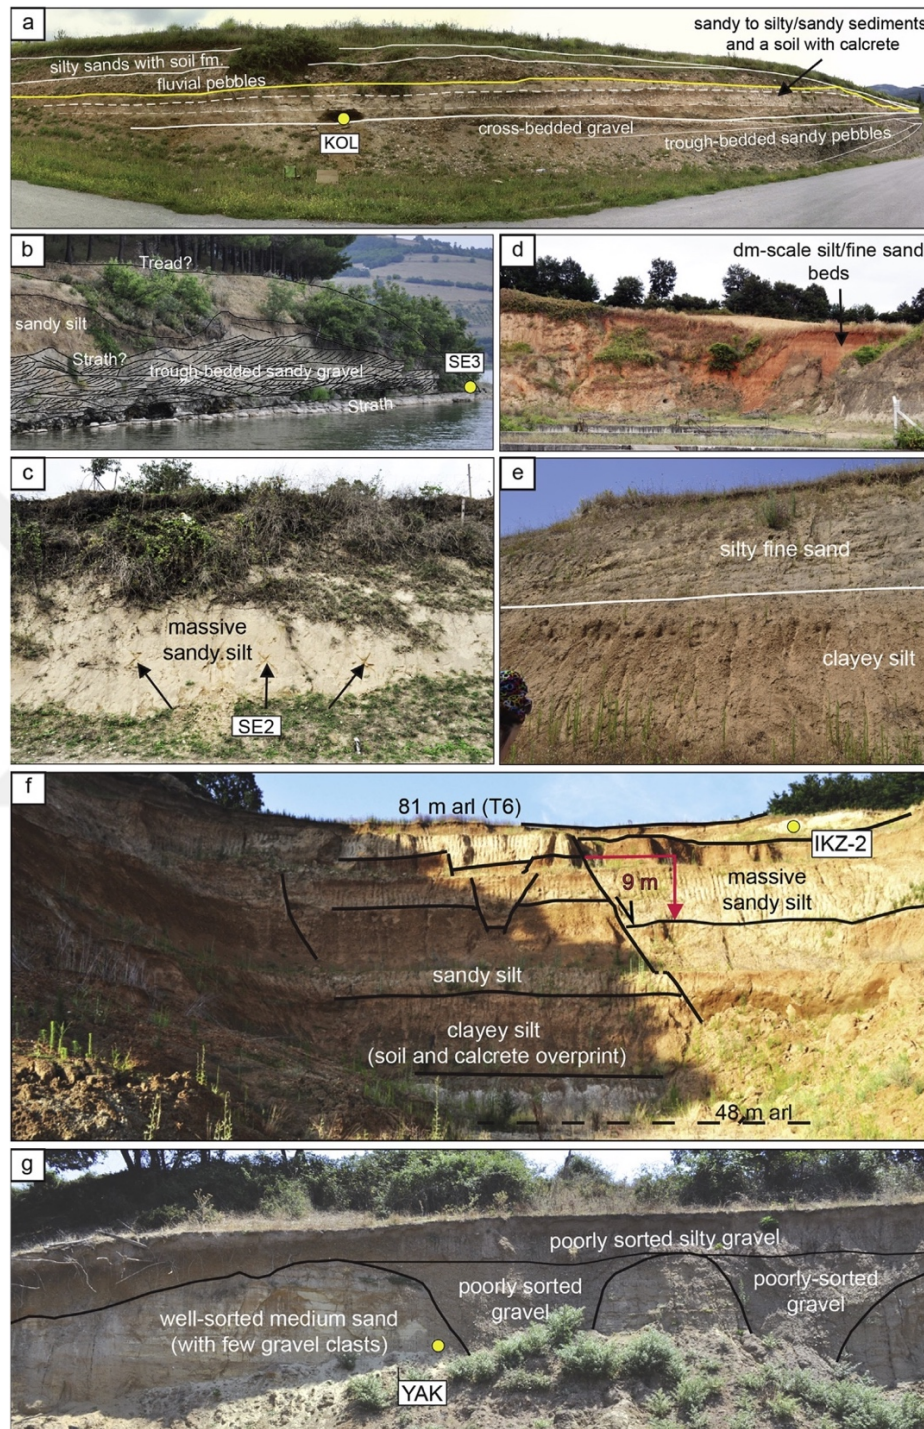 a
sandy to silty/sandy sediments
and a soil with calcrete
silty sands with soil fm.
fluvial pebbles
KOL
cross-bedded gravel
trough-bedded sandy pebbles
b
Tread?
sandy silt
Strath?
trough-bedded sandy gravel
SE3
Strath
d
dm-scale silt/fine sand
beds
c
massive
sandy silt
SE2
e
silty fine sand
clayey silt
f
81 m arl (T6)
IKZ-2
9 m
massive
sandy silt
sandy silt
clayey silt
(soil and calcrete overprint)
48 m arl
g
poorly sorted silty gravel
poorly sorted
gravel
poorly-sorted
gravel
well-sorted medium sand
(with few gravel clasts)
YAK